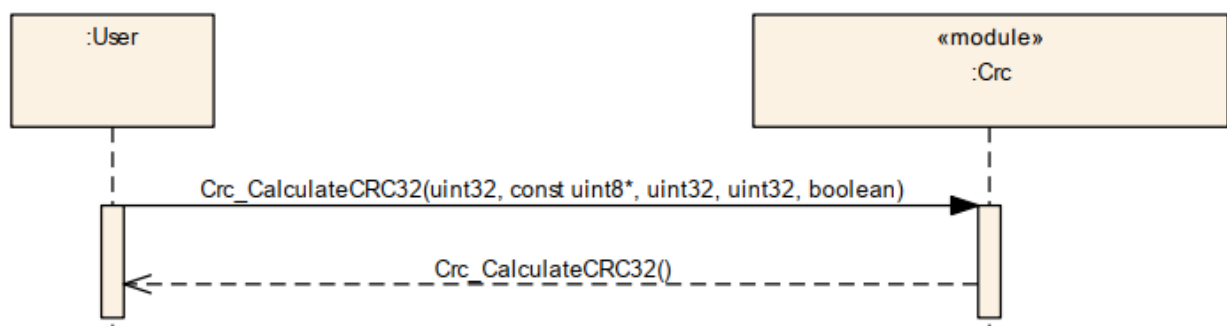 :User
«module»
:Crc
Crc_CalculateCRC32(uint32, const uint8*, uint32, uint32, boolean)
Crc_CalculateCRC32()